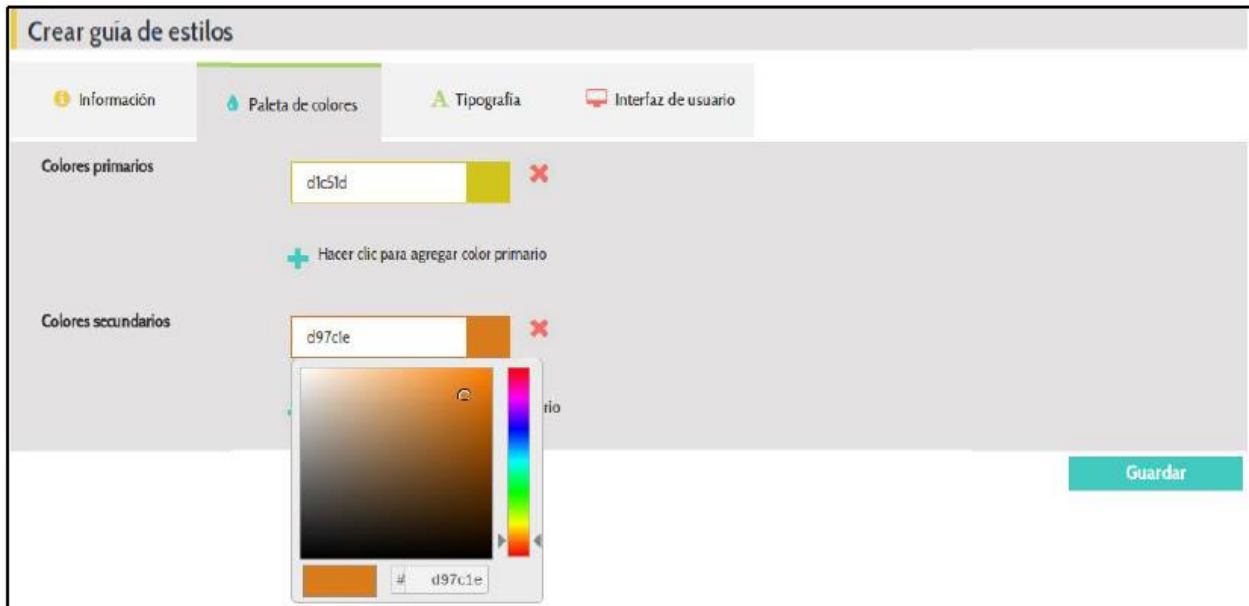 Crear guía de estilos
Información
Paleta de colores
A Tipografía
Interfaz de usuario
Colores primarios
d1c51d
Hacer clic para agregar color primario
Colores secundarios
d97c1e
rio
Guardar
# d97c1e